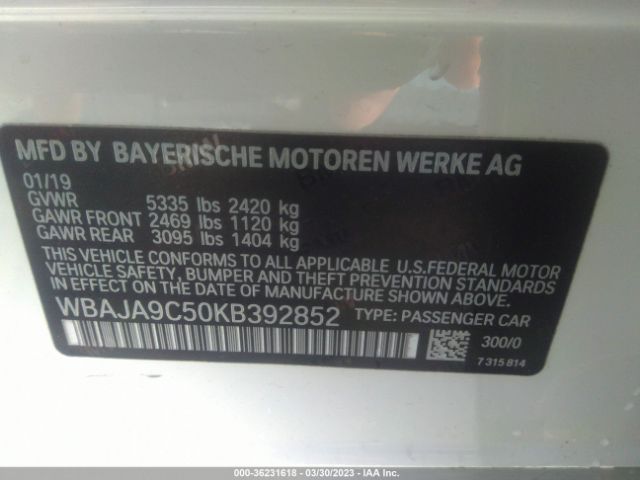 MFD BY BAYERISCHE MOTOREN WERKE AG
01/19
GVWR 5335 lbs 2420 kg
GAWR FRONT 2469 lbs 1120 kg
GAWR REAR 3095 lbs 1404 kg
THIS VEHICLE CONFORMS TO ALL APPLICABLE U.S.FEDERAL MOTOR
VEHICLE SAFETY, BUMPER AND THEFT PREVENTION STANDARDS
IN EFFECT ON THE DATE OF MANUFACTURE SHOWN ABOVE.
WBAJA9C50KB392852 TYPE: PASSENGER CAR
300/0
7 315 814
000-36231618 - 03/30/2023 - IAAI.COM